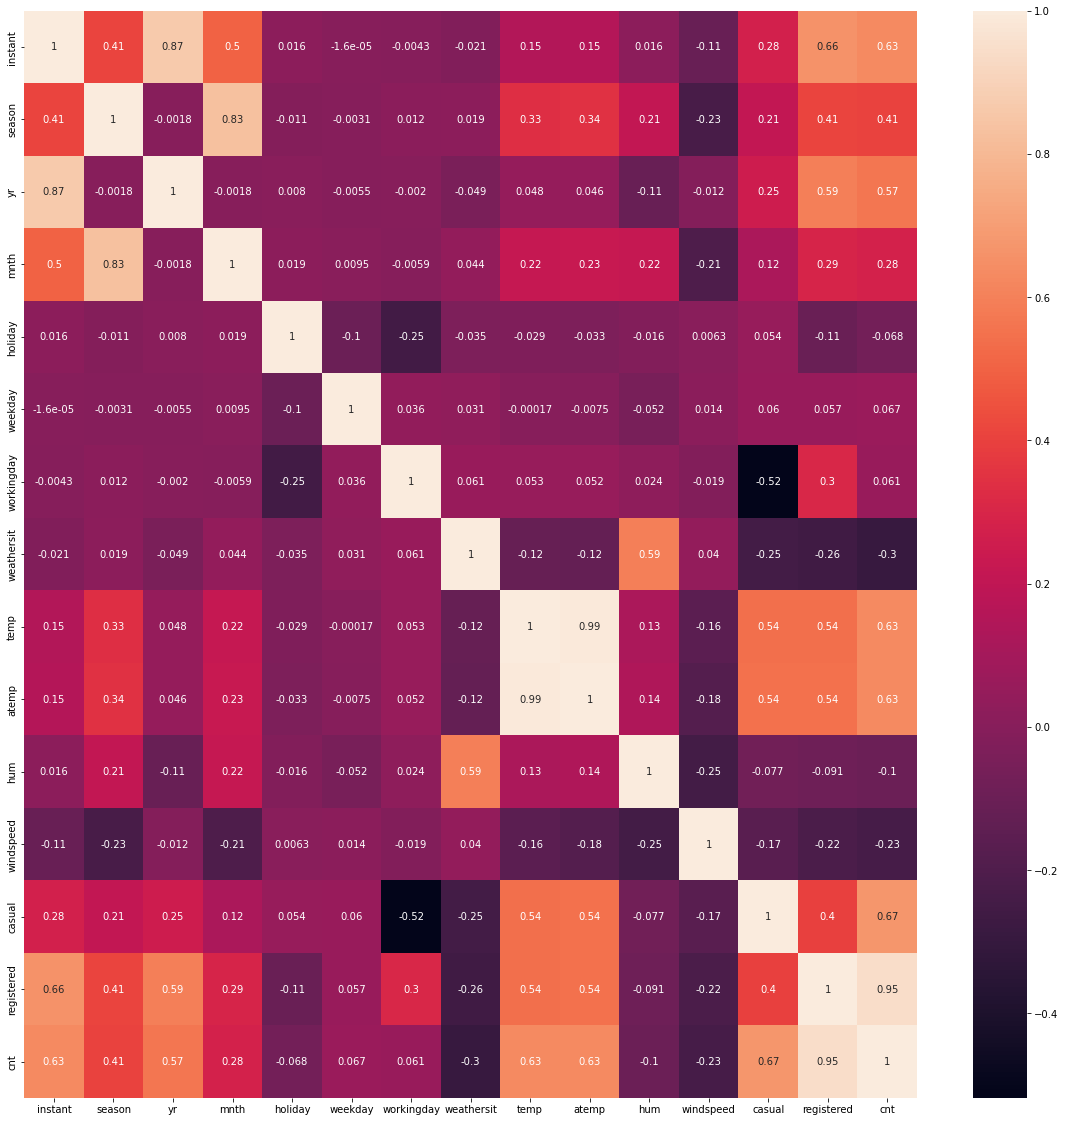 instant 1 0.41 0.87 0.5 0.016 -1.6e-05 -0.0043 -0.021 0.15 0.15 0.016 -0.11 0.28 0.66 0.63
season 0.41 1 -0.0018 0.83 -0.011 -0.0031 0.012 0.019 0.33 0.34 0.21 -0.23 0.21 0.41 0.41
yr 0.87 -0.0018 1 -0.0018 0.008 -0.0055 -0.002 -0.049 0.048 0.046 -0.11 -0.012 0.25 0.59 0.57
mnth 0.5 0.83 -0.0018 1 0.019 0.0095 -0.0059 0.044 0.22 0.23 0.22 -0.21 0.12 0.29 0.28
holiday 0.016 -0.011 0.008 0.019 1 -0.1 -0.25 -0.035 -0.029 -0.033 -0.016 0.0063 0.054 -0.11 -0.068
weekday -1.6e-05 -0.0031 -0.0055 0.0095 -0.1 1 0.036 0.031 -0.00017 -0.0075 -0.052 0.014 0.06 0.057 0.067
workingday -0.0043 0.012 -0.002 -0.0059 -0.25 0.036 1 0.061 0.053 0.052 0.024 -0.019 -0.52 0.3 0.061
weathersit -0.021 0.019 -0.049 0.044 -0.035 0.031 0.061 1 -0.12 -0.12 0.59 0.04 -0.25 -0.26 -0.3
temp 0.15 0.33 0.048 0.22 -0.029 -0.00017 0.053 -0.12 1 0.99 0.13 -0.16 0.54 0.54 0.63
atemp 0.15 0.34 0.046 0.23 -0.033 -0.0075 0.052 -0.12 0.99 1 0.14 -0.18 0.54 0.54 0.63
hum 0.016 0.21 -0.11 0.22 -0.016 -0.052 0.024 0.59 0.13 0.14 1 -0.25 -0.077 -0.091 -0.1
windspeed -0.11 -0.23 -0.012 -0.21 0.0063 0.014 -0.019 0.04 -0.16 -0.18 -0.25 1 -0.17 -0.22 -0.23
casual 0.28 0.21 0.25 0.12 0.054 0.06 -0.52 -0.25 0.54 0.54 -0.077 -0.17 1 0.4 0.67
registered 0.66 0.41 0.59 0.29 -0.11 0.057 0.3 -0.26 0.54 0.54 -0.091 -0.22 0.4 1 0.95
cnt 0.63 0.41 0.57 0.28 -0.068 0.067 0.061 -0.3 0.63 0.63 -0.1 -0.23 0.67 0.95 1
instant season yr mnth holiday weekday workingday weathersit temp atemp hum windspeed casual registered cnt
1.0
0.8
0.6
0.4
0.2
0.0
−0.2
−0.4